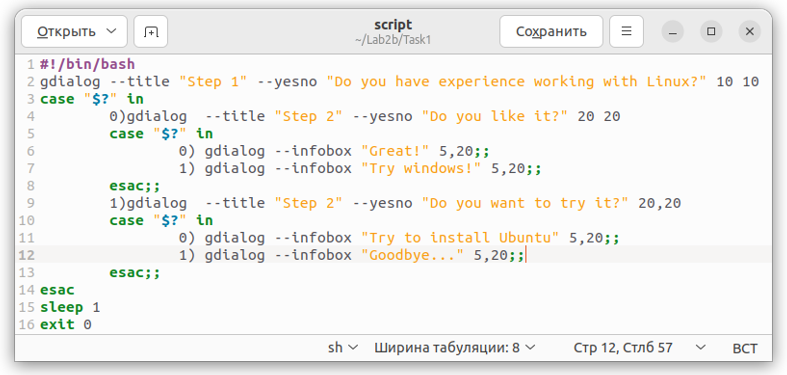 Открыть script Сохранить
~/Lab2b/Task1
1 #!/bin/bash
2 gdialog --title "Step 1" --yesno "Do you have experience working with Linux?" 10 10
3 case "$?" in
4         0)gdialog  --title "Step 2" --yesno "Do you like it?" 20 20
5         case "$?" in
6                 0) gdialog --infobox "Great!" 5,20;;
7                 1) gdialog --infobox "Try windows!" 5,20;;
8         esac;;
9         1)gdialog  --title "Step 2" --yesno "Do you want to try it?" 20,20
10         case "$?" in
11                 0) gdialog --infobox "Try to install Ubuntu" 5,20;;
12                 1) gdialog --infobox "Goodbye..." 5,20;;
13         esac;;
14 esac
15 sleep 1
16 exit 0
sh Ширина табуляции: 8 Стр 12, Стлб 57 ВСТ